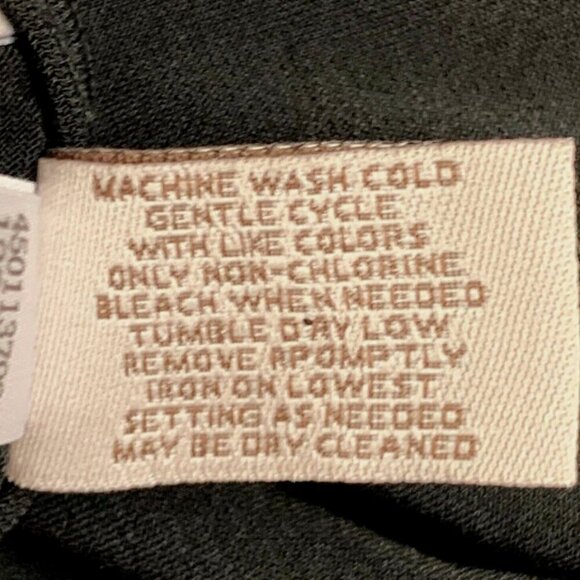 MACHINE WASH COLD
GENTLE CYCLE
WITH LIKE COLORS
ONLY NON-CHLORINE
BLEACH WHEN NEEDED
TUMBLE DRY LOW
REMOVE RPOMPTLY
IRON ON LOWEST
SETTING AS NEEDED
MAY BE DRY CLEANED